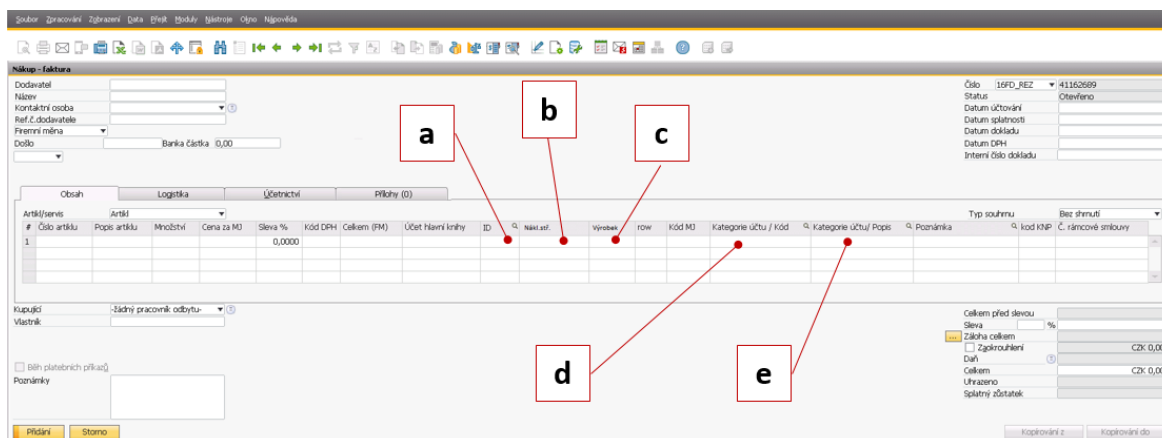 Soubor Zpracování Zobrazení Data Přejít Moduly Nástroje Okno Nápověda
Nákup - faktura
Dodavatel
Číslo 16FD_REZ 41162689
Název
Status Otevřeno
Kontaktní osoba
Datum účtování
Ref.č.dodavatele
Datum splatnosti
Firemní měna
Datum dokladu
Došlo Banka částka 0,00
Datum DPH
Interní číslo dokladu
a b c
Obsah Logistika Účetnictví Přílohy (0)
Artikl/servis Artikl Typ souhrnu Bez shrnutí
# Číslo artiklu Popis artiklu Množství Cena za MJ Sleva % Kód DPH Celkem (FM) Účet hlavní knihy ID Nákl.stř. Výrobek row Kód MJ Kategorie účtu / Kód Kategorie účtu/ Popis Poznámka kod KNP Č. rámcové smlouvy
1 0,0000
Kupující -žádný pracovník odbytu-
Vlastník
Celkem před slevou
Sleva %
... Záloha celkem
Zaokrouhlení CZK 0,00
Daň
Běh platebních příkazů
Celkem CZK 0,00
Poznámky
Uhrazeno
Splatný zůstatek
d e
Přidání Storno Kopírování z Kopírování do